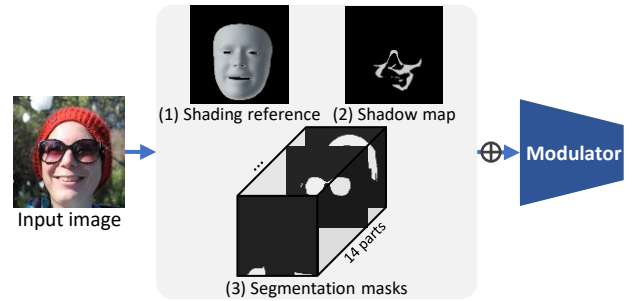 (1) Shading reference
(2) Shadow map
Input image
...
14 parts
(3) Segmentation masks
Modulator